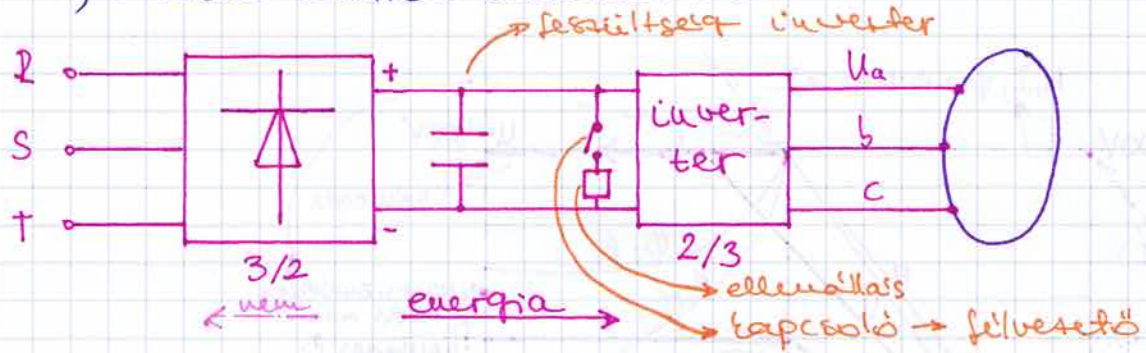 feszültség inverter
R
+
Ua
S
inver-
ter
b
T
-
c
3/2
2/3
nem
energia
ellenállás
kapcsoló → félvezető